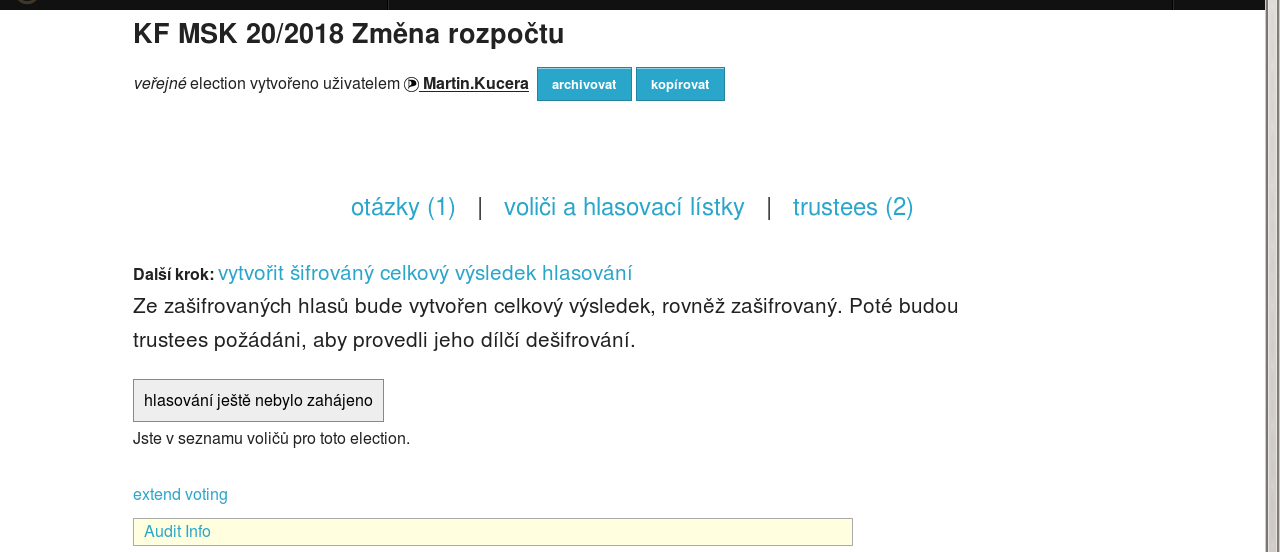 KF MSK 20/2018 Změna rozpočtu
veřejné election vytvořeno uživatelem Martin.Kucera archivovat kopírovat
otázky (1) | voliči a hlasovací lístky | trustees (2)
Další krok: vytvořit šifrováný celkový výsledek hlasování
Ze zašifrovaných hlasů bude vytvořen celkový výsledek, rovněž zašifrovaný. Poté budou
trustees požádáni, aby provedli jeho dílčí dešifrování.
hlasování ještě nebylo zahájeno
Jste v seznamu voličů pro toto election.
extend voting
Audit Info